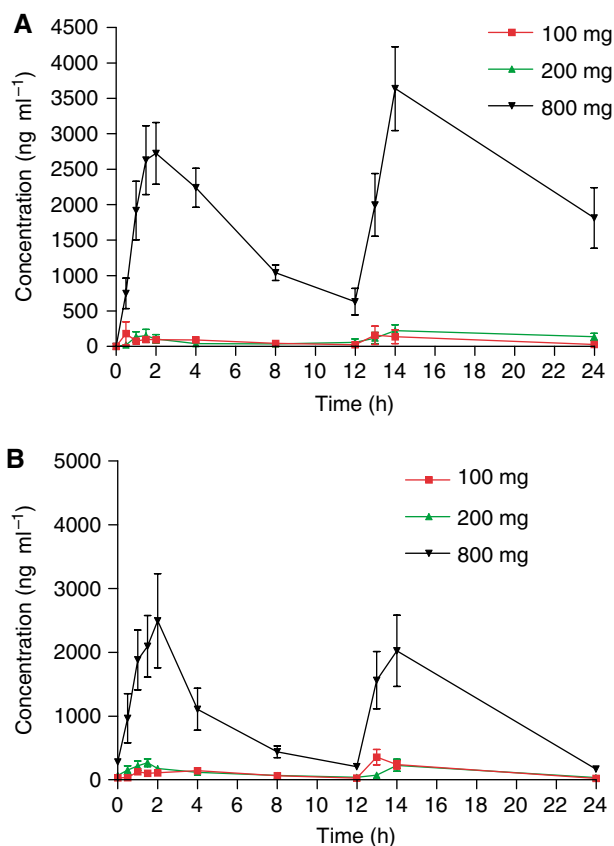 A
Concentration (ng ml⁻¹)
4500
4000
3500
3000
2500
2000
1500
1000
500
0
0 2 4 6 8 10 12 14 16 18 20 22 24
Time (h)
100 mg
200 mg
800 mg
B
Concentration (ng ml⁻¹)
5000
4000
3000
2000
1000
0
0 2 4 6 8 10 12 14 16 18 20 22 24
Time (h)
100 mg
200 mg
800 mg